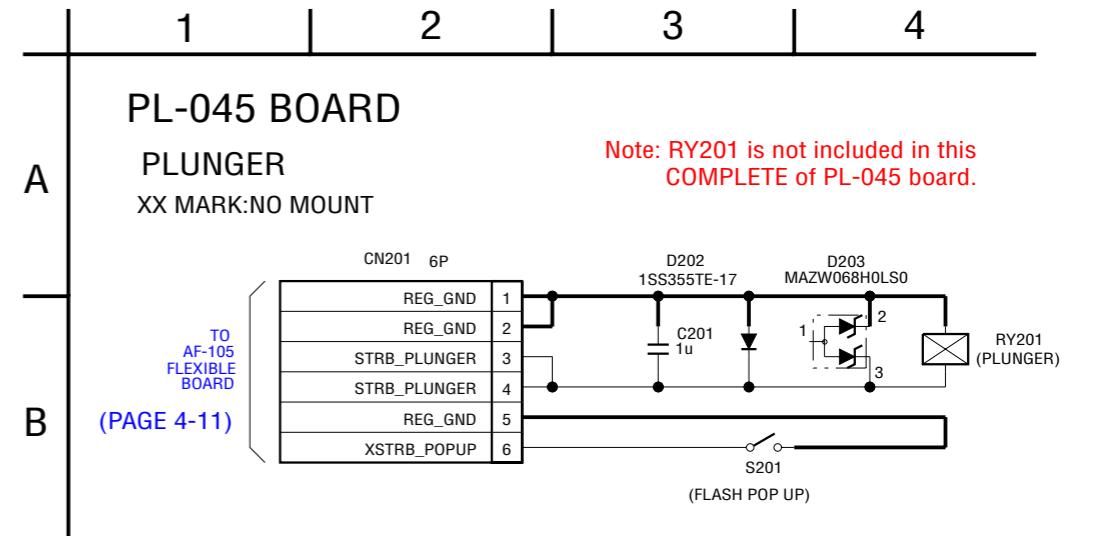 1 2 3 4
PL-045 BOARD
PLUNGER
XX MARK:NO MOUNT
Note: RY201 is not included in this
COMPLETE of PL-045 board.
A
CN201 6P
D202
1SS355TE-17
D203
MAZW068H0LS0
REG_GND 1
REG_GND 2
STRB_PLUNGER 3
STRB_PLUNGER 4
REG_GND 5
XSTRB_POPUP 6
TO
AF-105
FLEXIBLE
BOARD
(PAGE 4-11)
B
C201
1u
1
2
3
RY201
(PLUNGER)
S201
(FLASH POP UP)